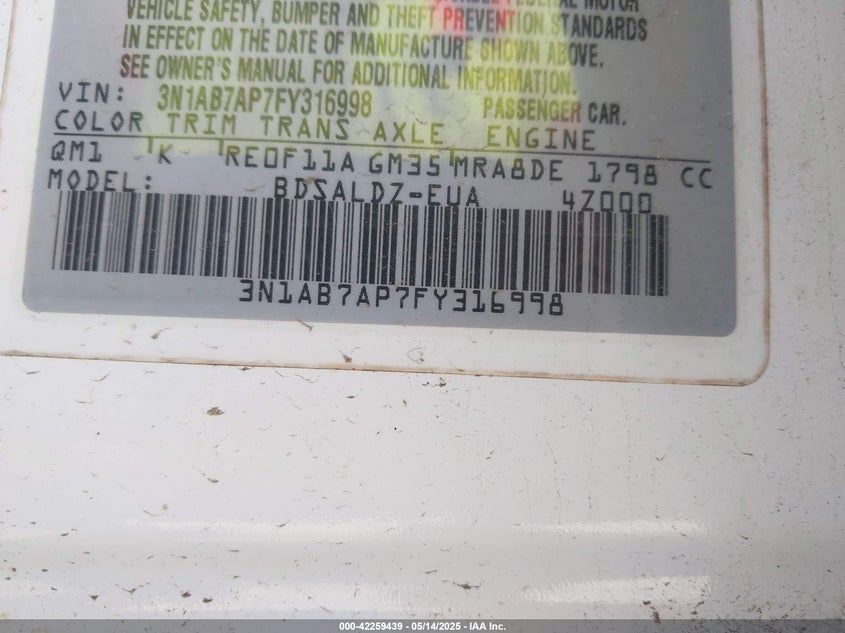 VEHICLE SAFETY, BUMPER AND THEFT PREVENTION STANDARDS
IN EFFECT ON THE DATE OF MANUFACTURE SHOWN ABOVE.
SEE OWNER'S MANUAL FOR ADDITIONAL INFORMATION.
VIN: 3N1AB7AP7FY316998 PASSENGER CAR.
COLOR TRIM TRANS AXLE ENGINE
QM1 K RE0F11A GM35 MRA8DE 1798 CC
MODEL: BDSALDZ-EUA 4Z000
3N1AB7AP7FY316998
000-42259439 - 05/14/2025 - IAA Inc.